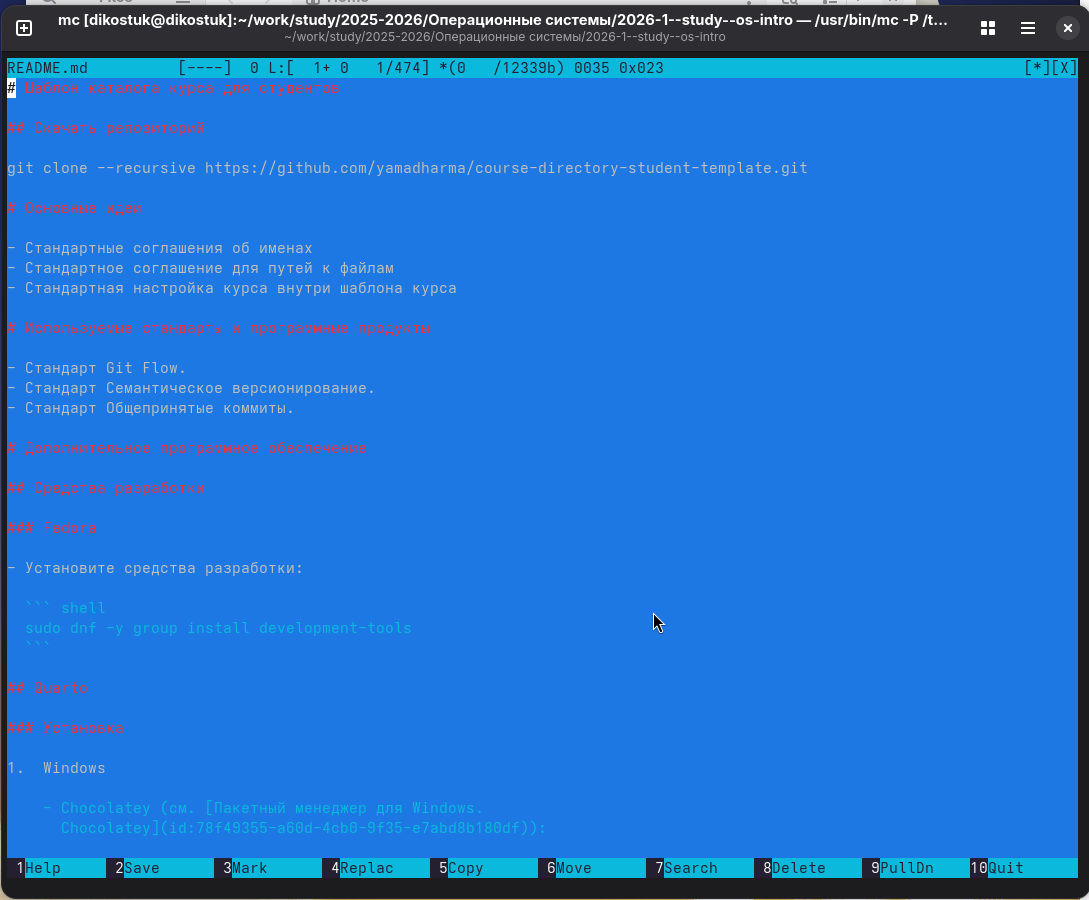 mc [dikostuk@dikostuk]:~/work/study/2025-2026/Операционные системы/2026-1--study--os-intro — /usr/bin/mc -P /t…
~/work/study/2025-2026/Операционные системы/2026-1--study--os-intro
README.md [----] 0 L:[ 1+ 0 1/474] *(0 /12339b) 0035 0x023 [*][X]
# Шаблон каталога курса для студентов
## Скачать репозиторий
git clone --recursive https://github.com/yamadharma/course-directory-student-template.git
# Основные идеи
- Стандартные соглашения об именах
- Стандартное соглашение для путей к файлам
- Стандартная настройка курса внутри шаблона курса
# Используемые стандарты и программные продукты
- Стандарт Git Flow.
- Стандарт Семантическое версионирование.
- Стандарт Общепринятые коммиты.
# Дополнительное программное обеспечение
## Средства разработки
### Fedora
- Установите средства разработки:
``` shell
sudo dnf -y group install development-tools
```
## Quarto
### Установка
1. Windows
- Chocolatey (см. [Пакетный менеджер для Windows.
Chocolatey](id:78f49355-a60d-4cb0-9f35-e7abd8b180df)):
1Help 2Save 3Mark 4Replac 5Copy 6Move 7Search 8Delete 9PullDn 10Quit